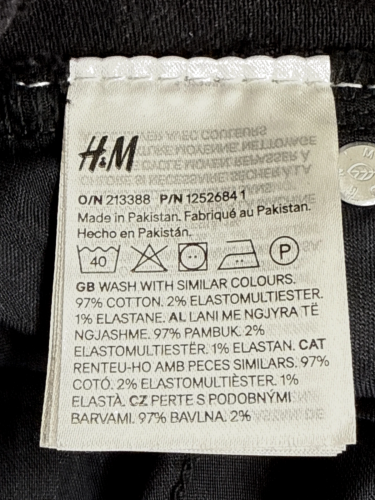 H&M
O/N 213388 P/N 12526841
Made in Pakistan. Fabriqué au Pakistan.
Hecho en Pakistán.
40
P
GB WASH WITH SIMILAR COLOURS.
97% COTTON. 2% ELASTOMULTIESTER.
1% ELASTANE. AL LANI ME NGJYRA TË
NGJASHME. 97% PAMBUK. 2%
ELASTOMULTIESTËR. 1% ELASTAN. CAT
RENTEU-HO AMB PECES SIMILARS. 97%
COTÓ. 2% ELASTOMULTIÈSTER. 1%
ELASTÀ. CZ PERTE S PODOBNÝMI
BARVAMI. 97% BAVLNA. 2%